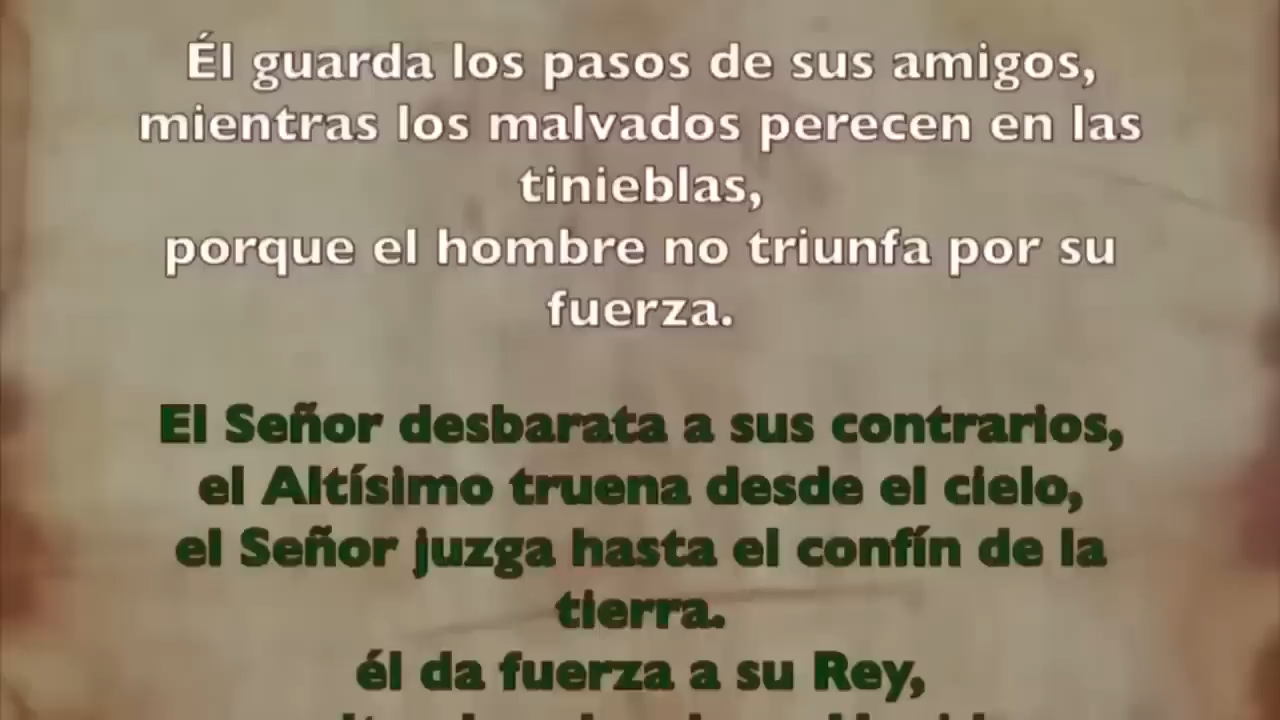 Él guarda los pasos de sus amigos,
mientras los malvados perecen en las
tinieblas,
porque el hombre no triunfa por su
fuerza.
El Señor desbarata a sus contrarios,
el Altísimo truena desde el cielo,
el Señor juzga hasta el confín de la
tierra.
él da fuerza a su Rey,